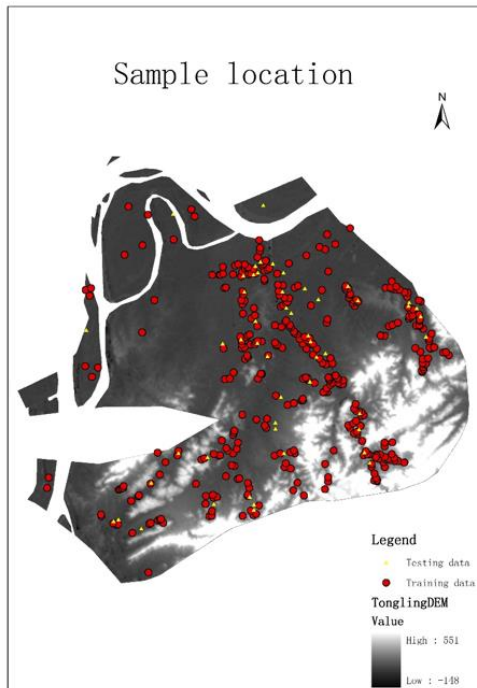 Sample location
N
Legend
Testing data
Training data
TonglingDEM
Value
High : 551
Low : -148